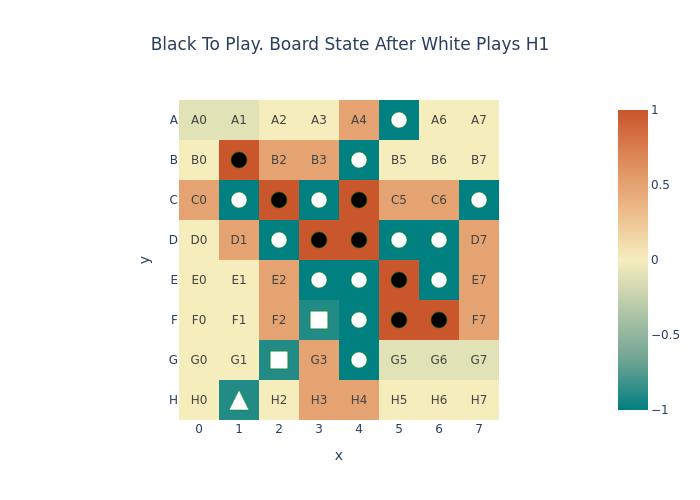 Black To Play. Board State After White Plays H1
A A0 A1 A2 A3 A4 A6 A7
B B0 B2 B3 B5 B6 B7
C C0 C5 C6
D D0 D1 D7
E E0 E1 E2 E7
F F0 F1 F2 F7
G G0 G1 G3 G5 G6 G7
H H0 H2 H3 H4 H5 H6 H7
0 1 2 3 4 5 6 7
x
y
1
0.5
0
−0.5
−1